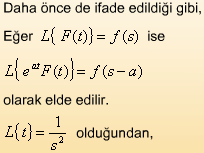 Daha önce de ifade edildiği gibi,
Eğer L{ F(t)} = f(s) ise
L{e^{at}F(t)} = f(s−a)
olarak elde edilir.
L{t} = 1/s² olduğundan,